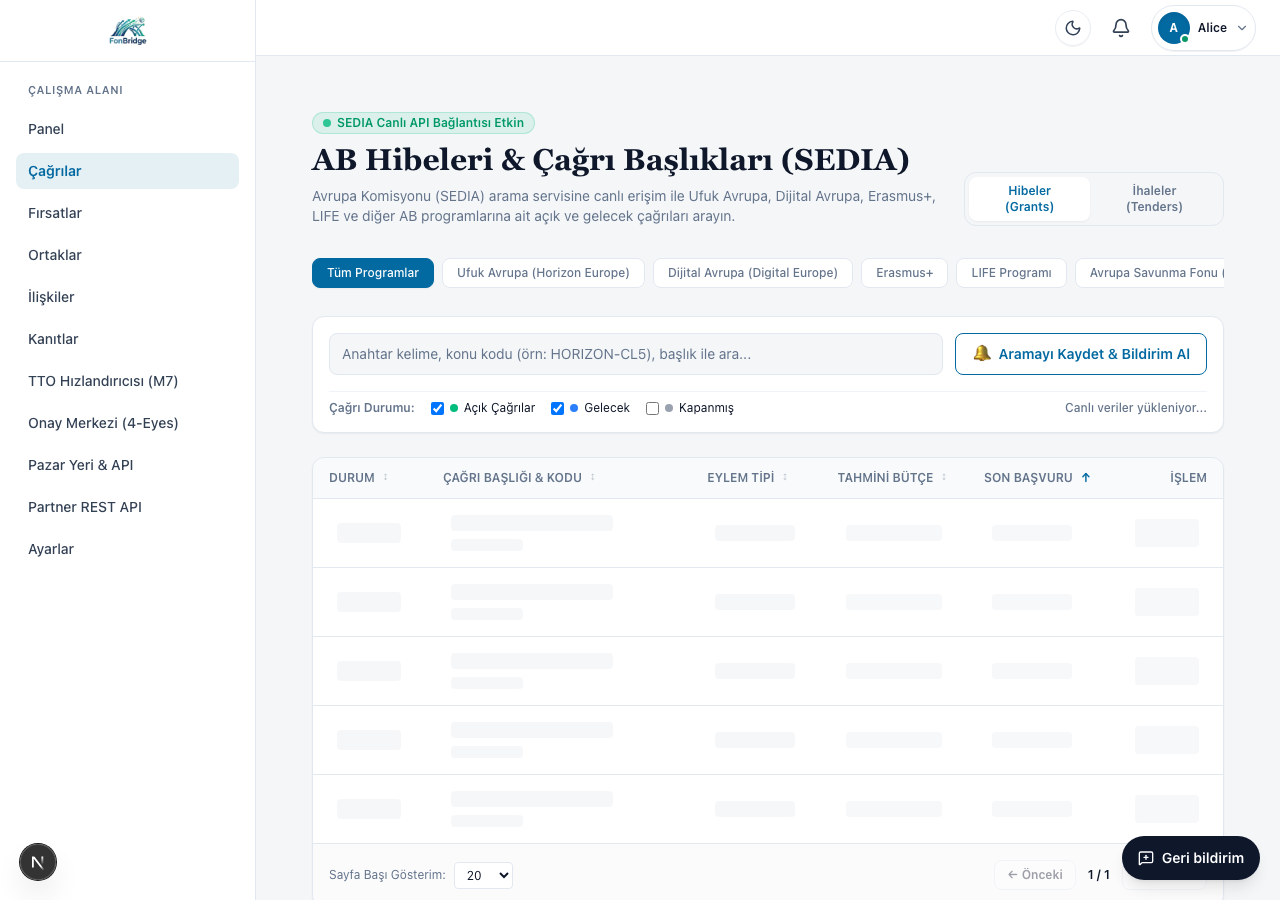 FonBridge
A
Alice
ÇALIŞMA ALANI
Panel
Çağrılar
Fırsatlar
Ortaklar
İlişkiler
Kanıtlar
TTO Hızlandırıcısı (M7)
Onay Merkezi (4-Eyes)
Pazar Yeri & API
Partner REST API
Ayarlar
N
SEDIA Canlı API Bağlantısı Etkin
AB Hibeleri & Çağrı Başlıkları (SEDIA)
Avrupa Komisyonu (SEDIA) arama servisine canlı erişim ile Ufuk Avrupa, Dijital Avrupa, Erasmus+,
LIFE ve diğer AB programlarına ait açık ve gelecek çağrıları arayın.
Hibeler
(Grants)
İhaleler
(Tenders)
Tüm Programlar
Ufuk Avrupa (Horizon Europe)
Dijital Avrupa (Digital Europe)
Erasmus+
LIFE Programı
Avrupa Savunma Fonu (
Anahtar kelime, konu kodu (örn: HORIZON-CL5), başlık ile ara...
Aramayı Kaydet & Bildirim Al
Çağrı Durumu:
Açık Çağrılar
Gelecek
Kapanmış
Canlı veriler yükleniyor...
DURUM ↕
ÇAĞRI BAŞLIĞI & KODU ↕
EYLEM TİPİ ↕
TAHMİNİ BÜTÇE ↕
SON BAŞVURU ↑
İŞLEM
Sayfa Başı Gösterim:
20
← Önceki
1 / 1
Geri bildirim